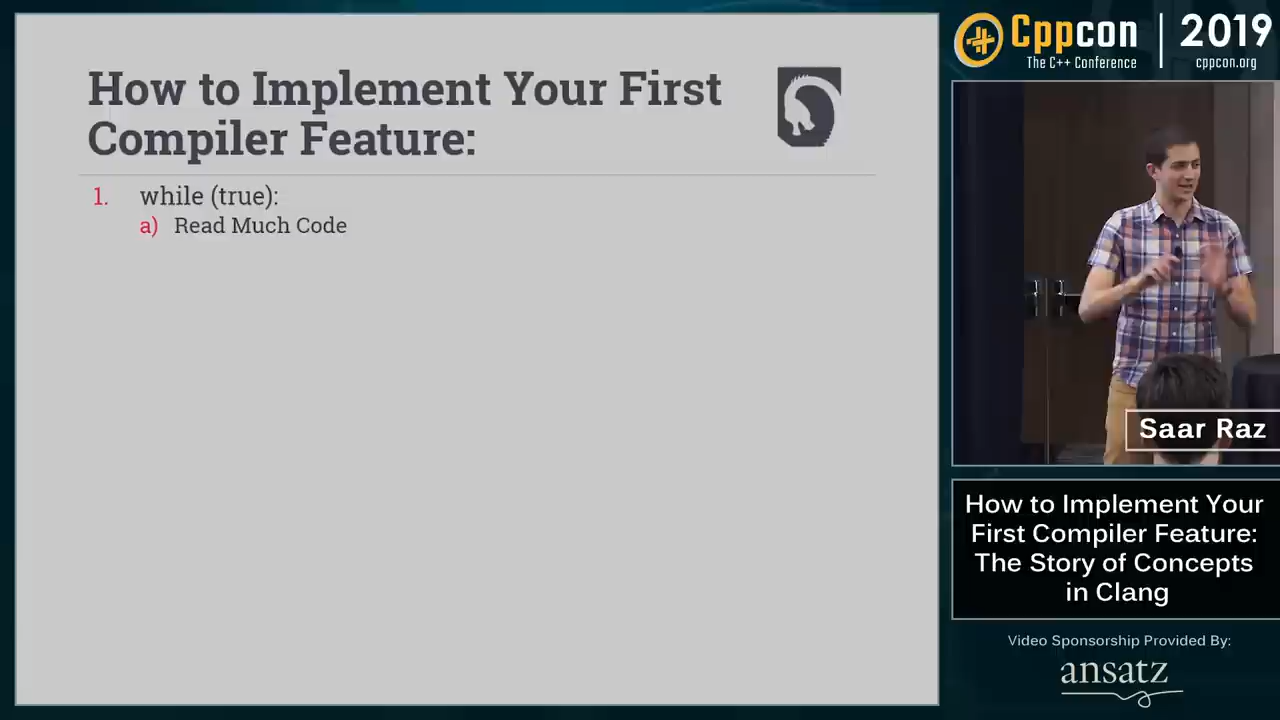 How to Implement Your First
Compiler Feature:
1. while (true):
a) Read Much Code
Cppcon | 2019
The C++ Conference
cppcon.org
Saar Raz
How to Implement Your
First Compiler Feature:
The Story of Concepts
in Clang
Video Sponsorship Provided By:
ansatz